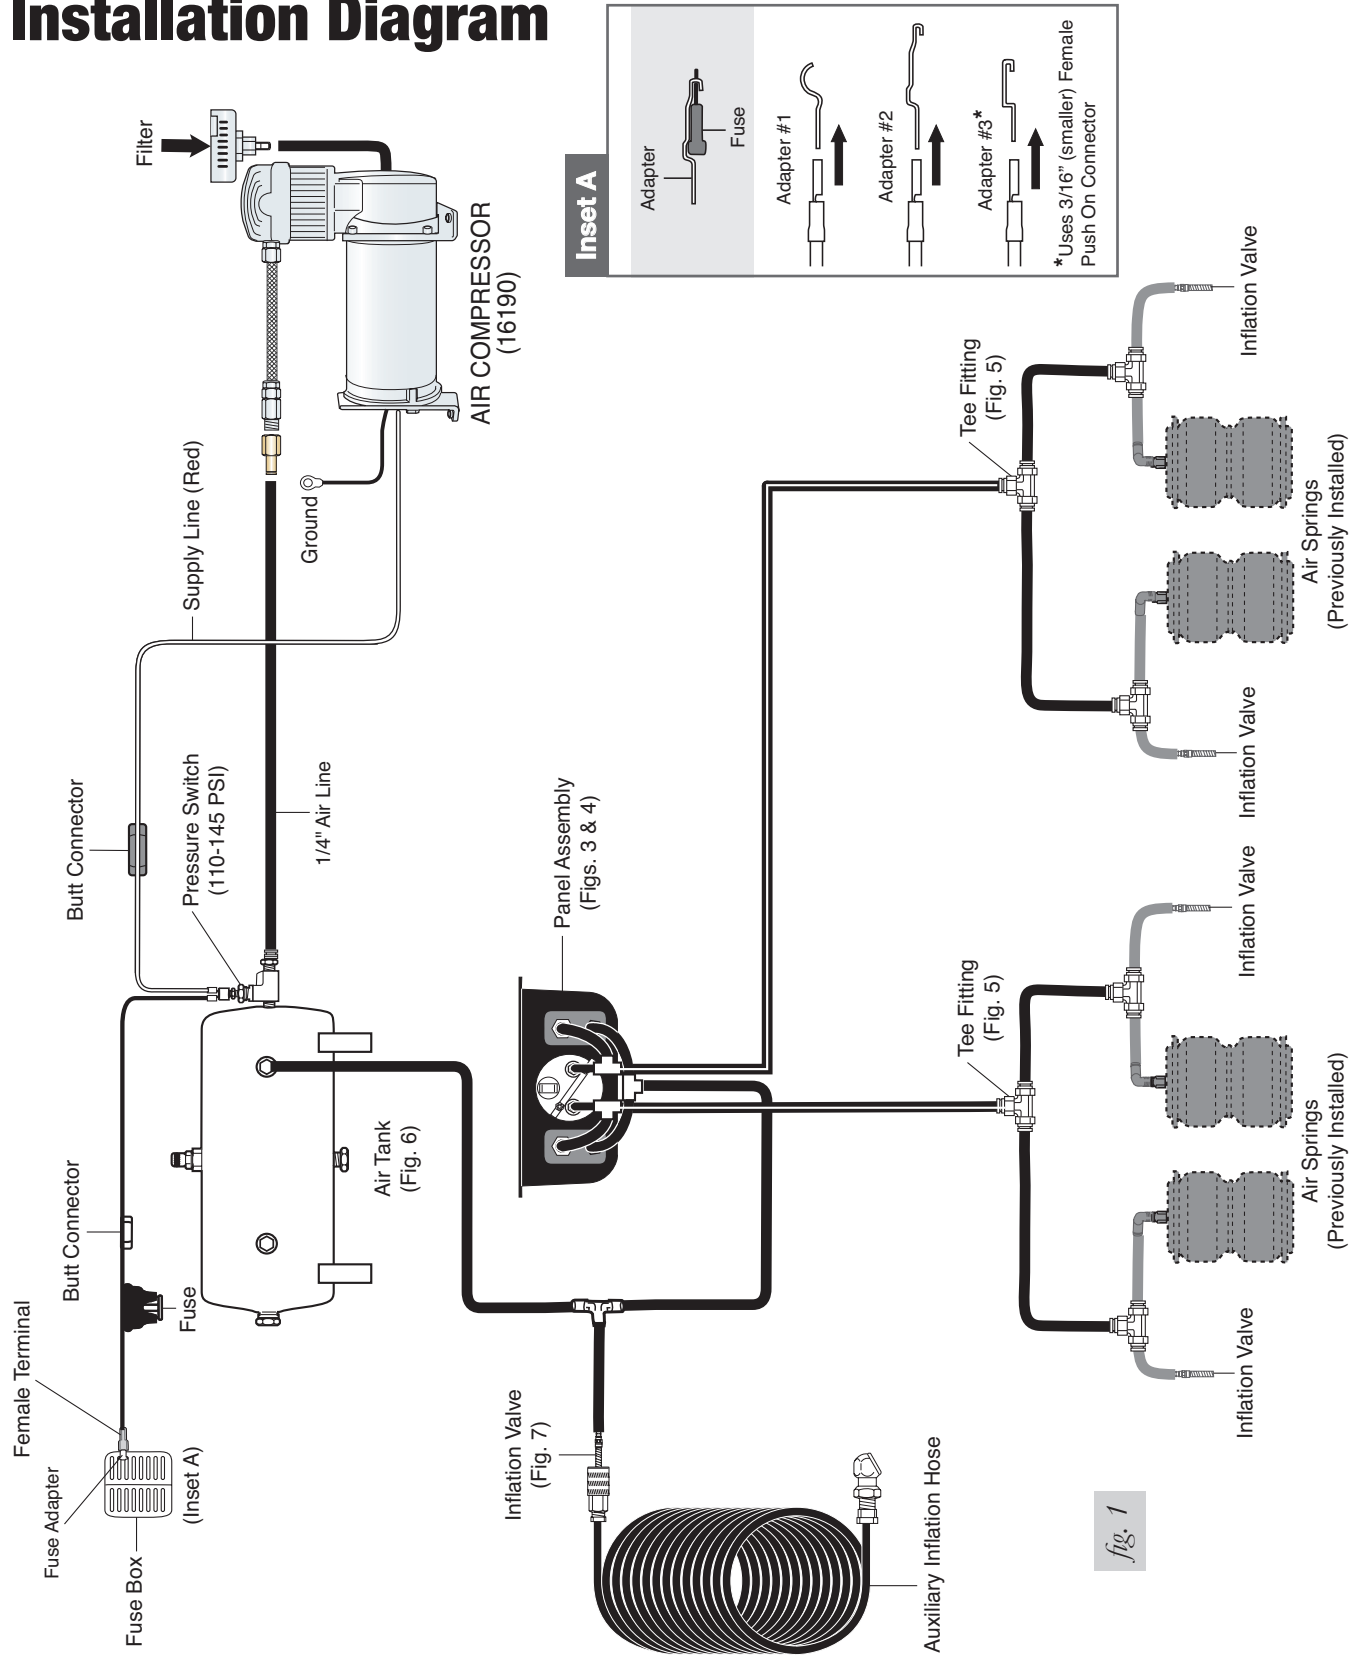 Installation Diagram
Female Terminal
Fuse Adapter
Fuse Box
(Inset A)
Fuse
Butt Connector
Butt Connector
Pressure Switch
(110-145 PSI)
Supply Line (Red)
Filter
1/4" Air Line
Ground
AIR COMPRESSOR
(16190)
Air Tank
(Fig. 6)
Inflation Valve
(Fig. 7)
Panel Assembly
(Figs. 3 & 4)
Auxiliary Inflation Hose
Inset A
Adapter
Fuse
Adapter #1
Adapter #2
Adapter #3*
*Uses 3/16" (smaller) Female
Push On Connector
Tee Fitting
(Fig. 5)
Tee Fitting
(Fig. 5)
Inflation Valve
Inflation Valve
Inflation Valve
Inflation Valve
Air Springs
(Previously Installed)
Air Springs
(Previously Installed)
fig. 1